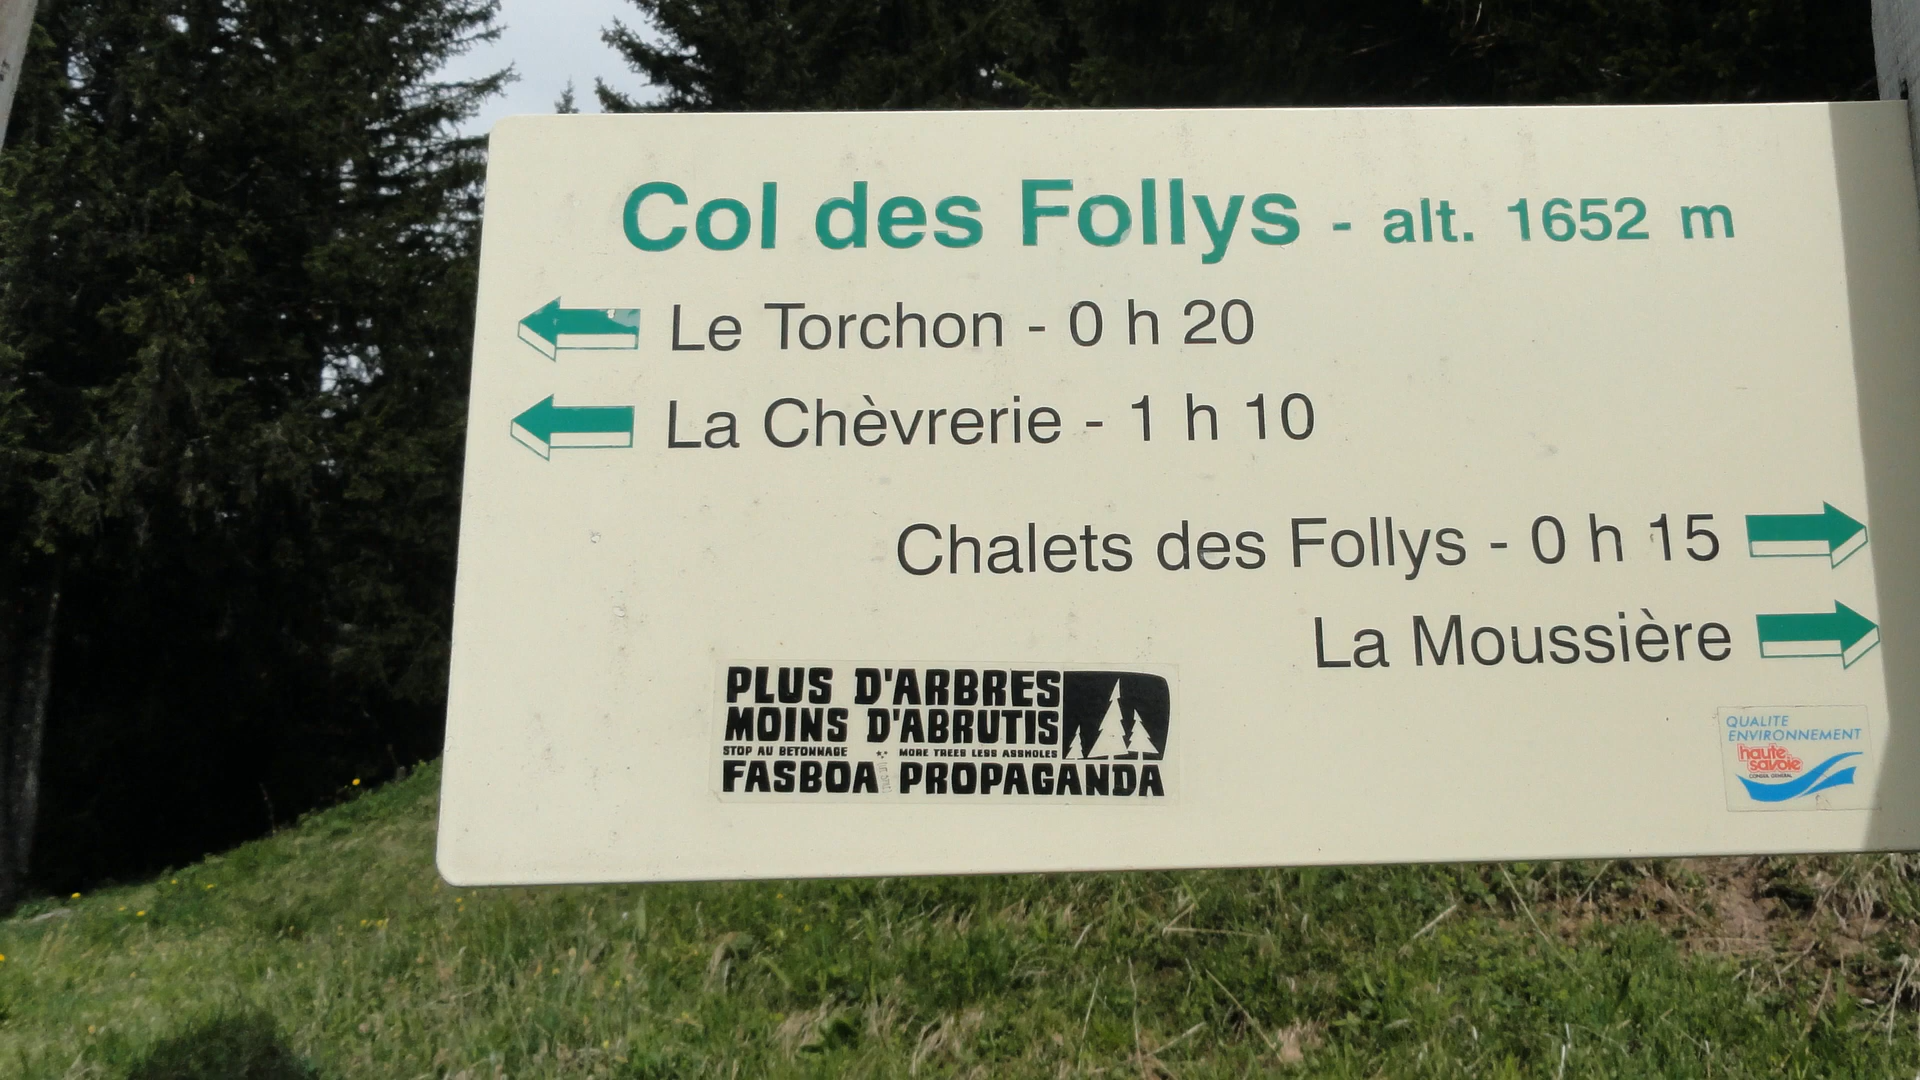 Col des Follys - alt. 1652 m
Le Torchon - 0 h 20
La Chèvrerie - 1 h 10
Chalets des Follys - 0 h 15
La Moussière
PLUS D'ARBRES
MOINS D'ABRUTIS
STOP AU BETONNAGE MORE TREES LESS ASSHOLES
FASBOA PROPAGANDA
QUALITE
ENVIRONNEMENT
haute
savoie
CONSEIL GENERAL